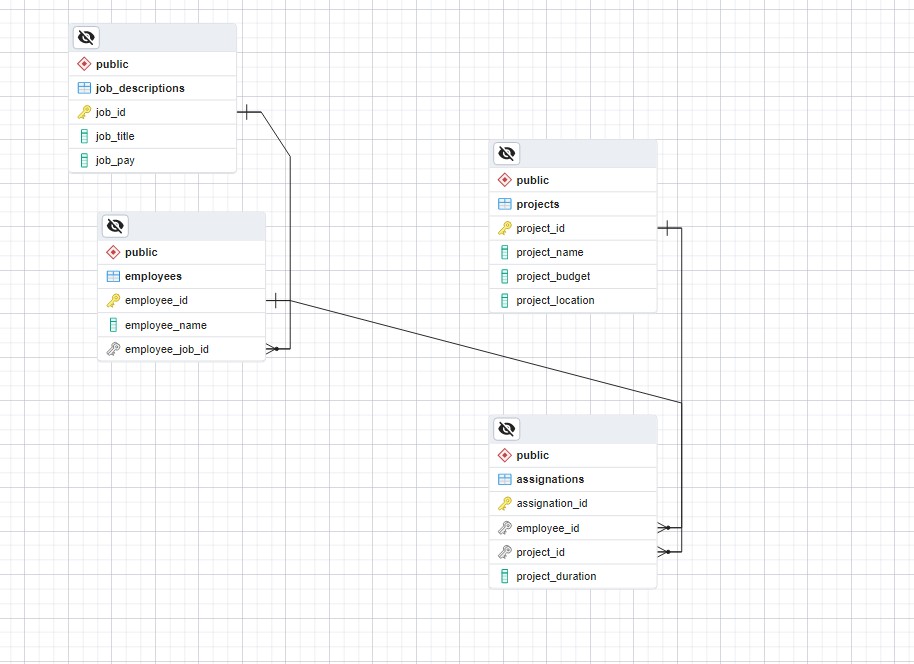 public
job_descriptions
job_id
job_title
job_pay
public
employees
employee_id
employee_name
employee_job_id
public
projects
project_id
project_name
project_budget
project_location
public
assignations
assignation_id
employee_id
project_id
project_duration